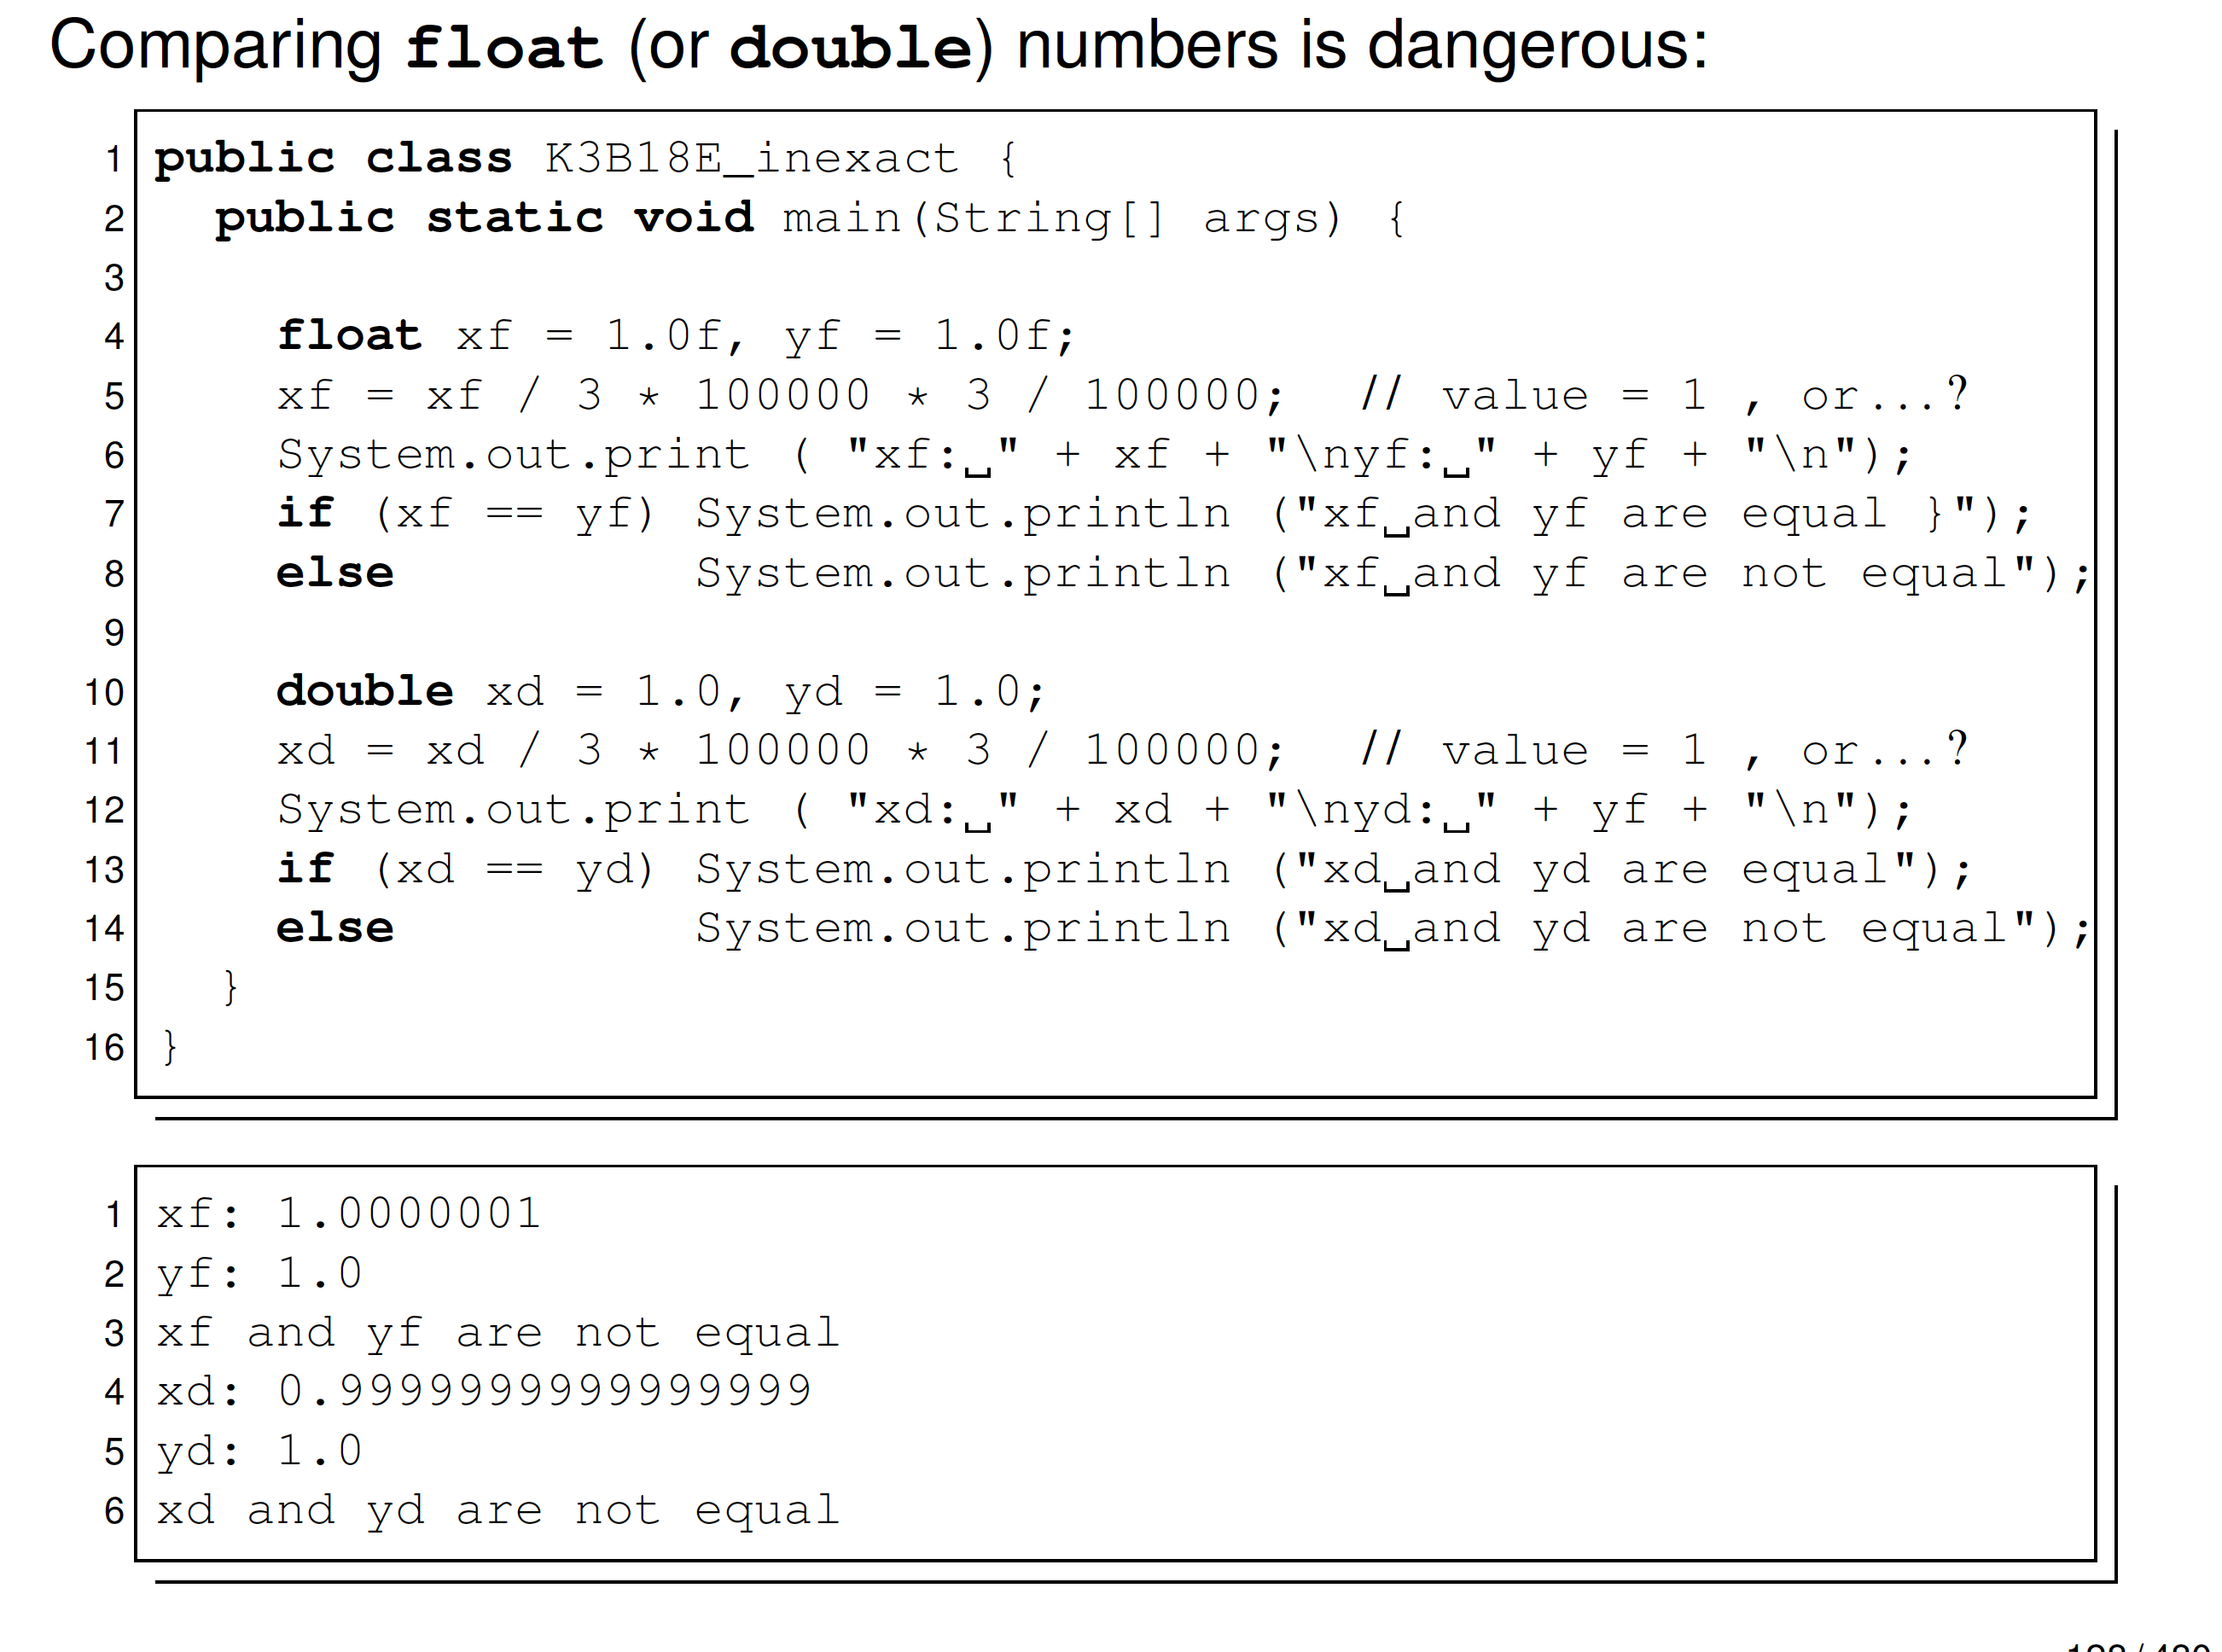 Comparing float (or double) numbers is dangerous:
1 public class K3B18E_inexact {
2   public static void main(String[] args) {
3
4     float xf = 1.0f, yf = 1.0f;
5     xf = xf / 3 * 100000 * 3 / 100000;  // value = 1 , or...?
6     System.out.print ( "xf:␣" + xf + "\nyf:␣" + yf + "\n");
7     if (xf == yf) System.out.println ("xf␣and yf are equal }");
8     else          System.out.println ("xf␣and yf are not equal");
9
10     double xd = 1.0, yd = 1.0;
11     xd = xd / 3 * 100000 * 3 / 100000;  // value = 1 , or...?
12     System.out.print ( "xd:␣" + xd + "\nyd:␣" + yf + "\n");
13     if (xd == yd) System.out.println ("xd␣and yd are equal");
14     else          System.out.println ("xd␣and yd are not equal");
15   }
16 }
1 xf: 1.0000001
2 yf: 1.0
3 xf and yf are not equal
4 xd: 0.9999999999999999
5 yd: 1.0
6 xd and yd are not equal